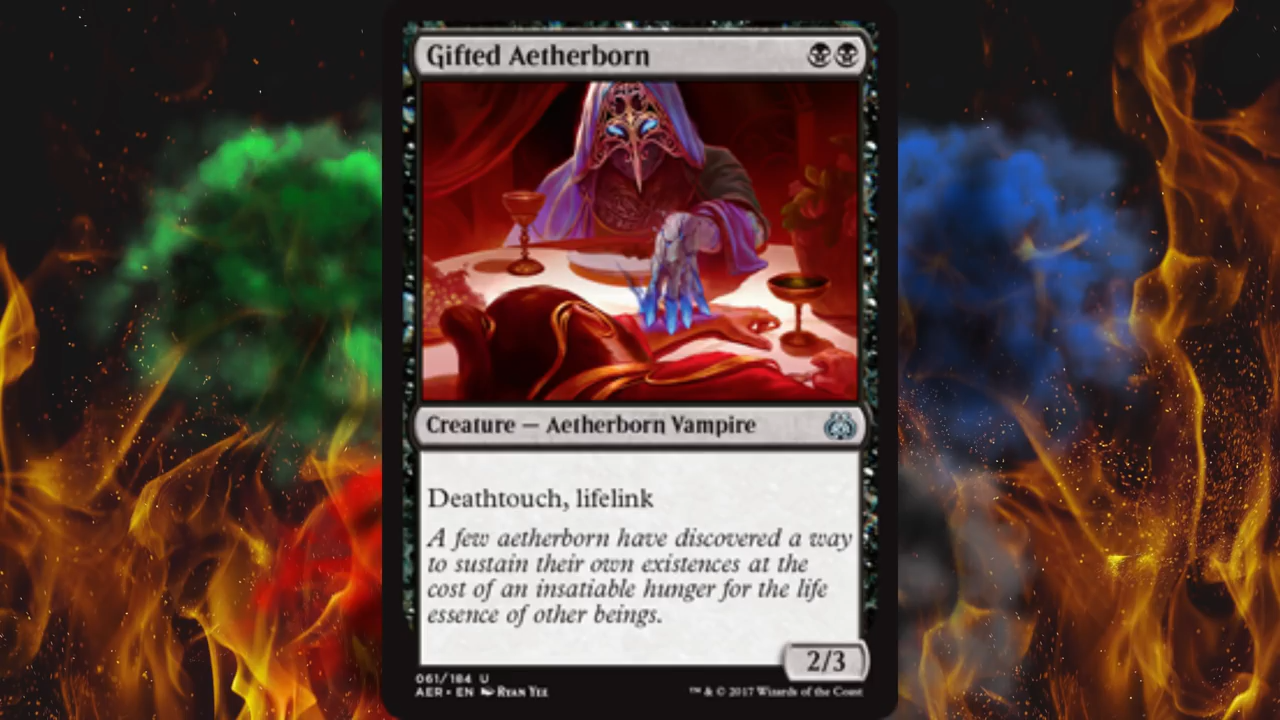 Gifted Aetherborn
Creature — Aetherborn Vampire
Deathtouch, lifelink
A few aetherborn have discovered a way
to sustain their own existences at the
cost of an insatiable hunger for the life
essence of other beings.
2/3
061/184 U
AER • EN Ryan Yee
™ & © 2017 Wizards of the Coast